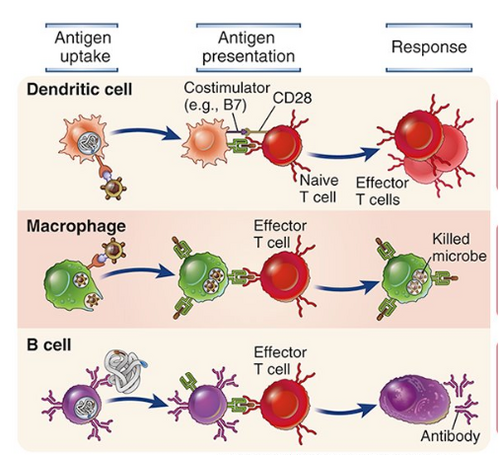 Antigen
uptake
Antigen
presentation
Response
Dendritic cell
Costimulator
(e.g., B7)
CD28
Naive
T cell
Effector
T cells
Macrophage
Effector
T cell
Killed
microbe
B cell
Effector
T cell
Antibody